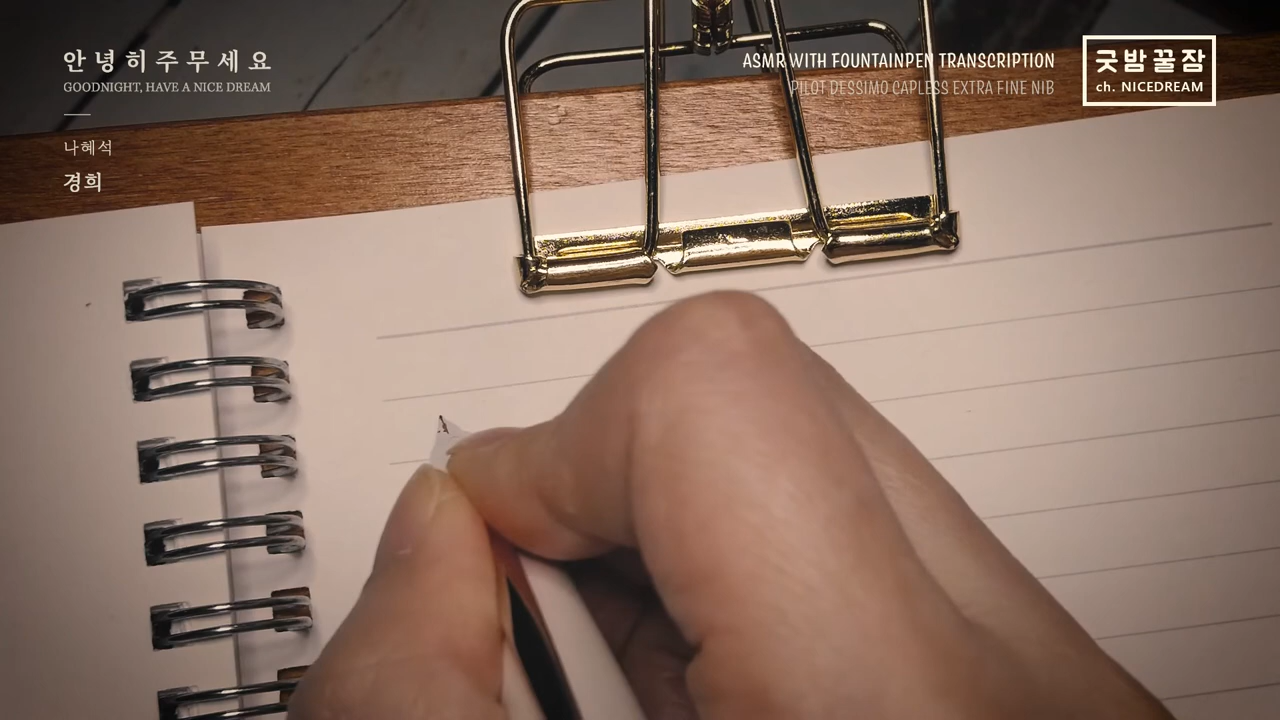 안녕히주무세요
GOODNIGHT, HAVE A NICE DREAM
나혜석
경희
ASMR WITH FOUNTAINPEN TRANSCRIPTION
PILOT DESSIMO CAPLESS EXTRA FINE NIB
굿밤꿀잠
ch. NICEDREAM